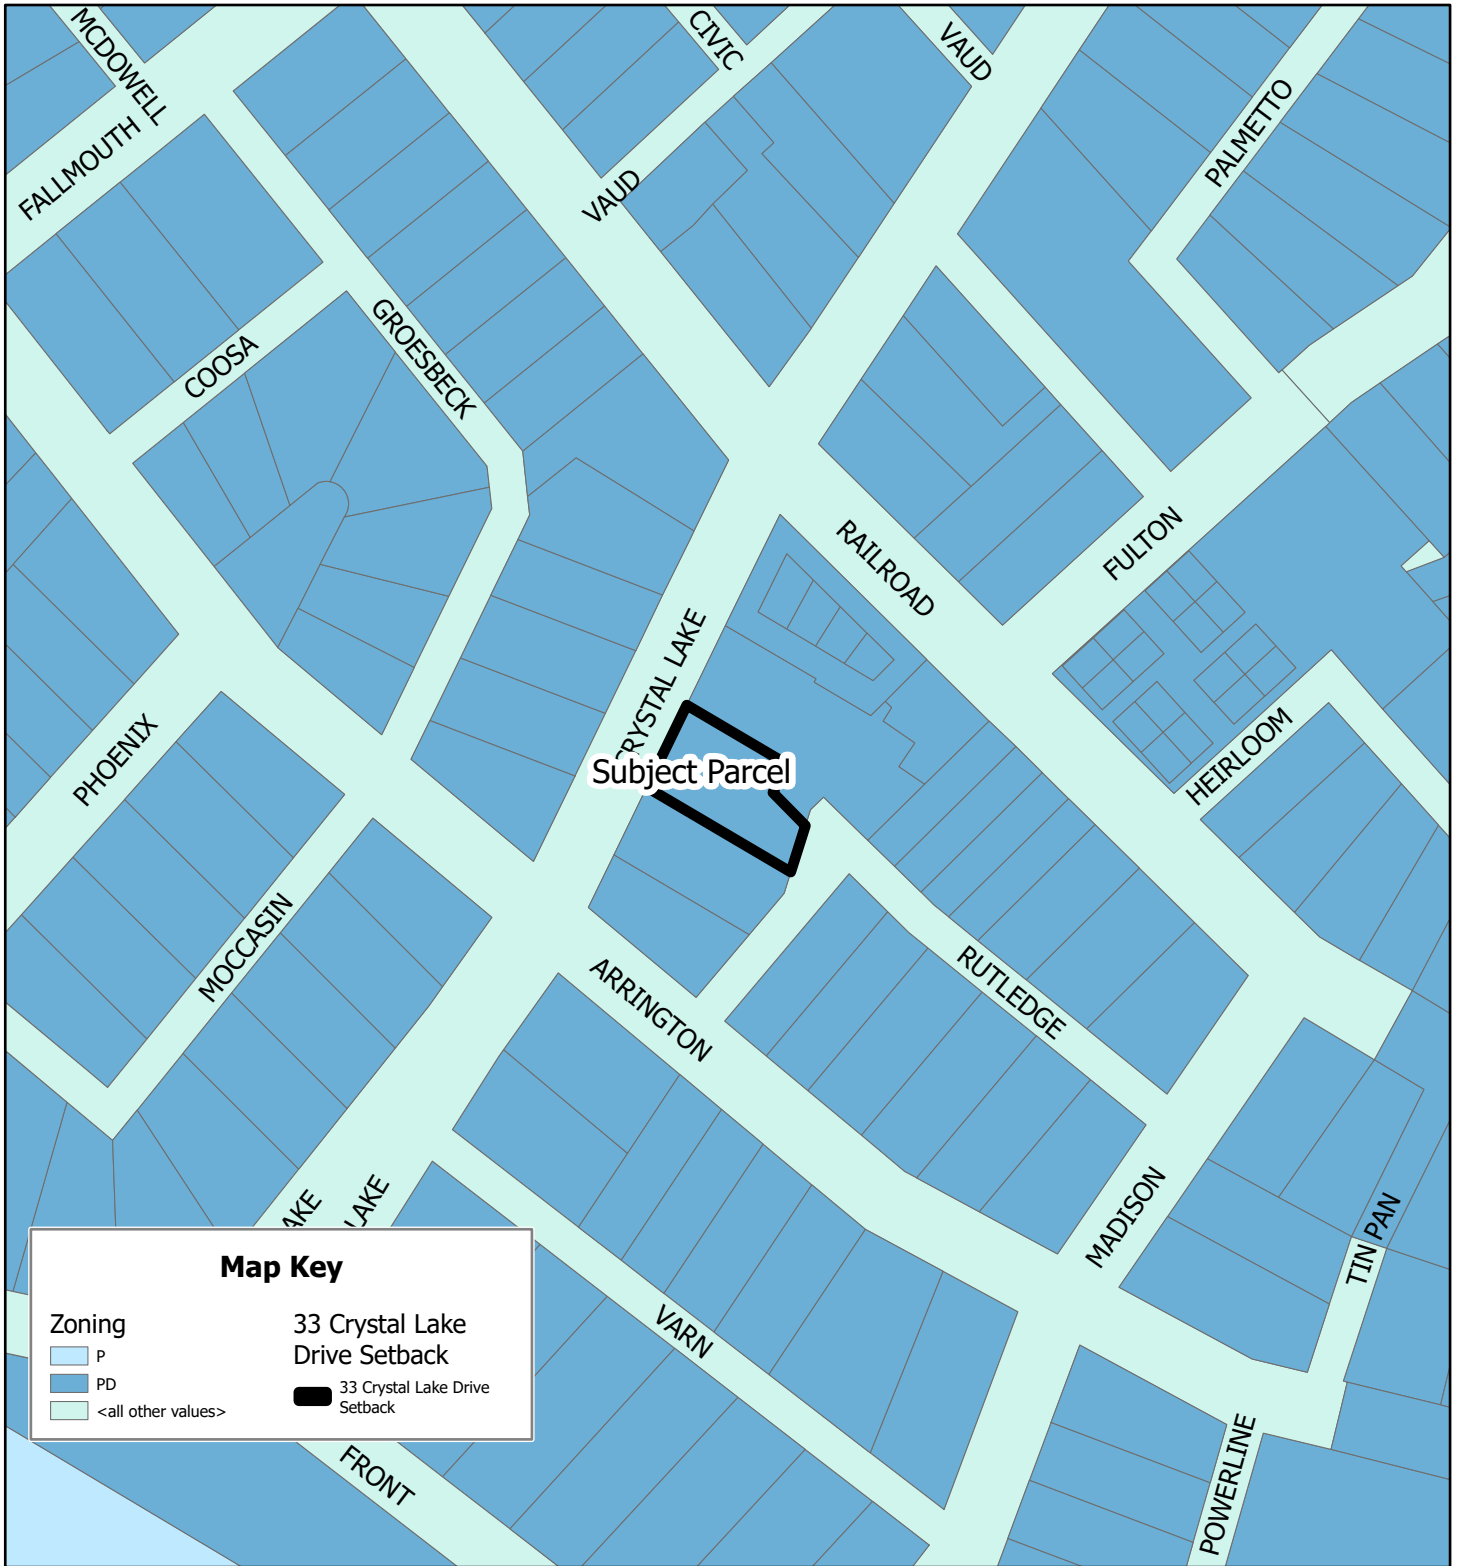 MCDOWELL
CIVIC
VAUD
FALLMOUTH
PALMETTO
VAUD
COOSA
GROESBECK
RAILROAD
FULTON
CRYSTAL LAKE
Subject Parcel
PHOENIX
HEIRLOOM
MOCCASIN
ARRINGTON
RUTLEDGE
MADISON
TIN PAN
AKE
LAKE
VARN
FRONT
POWERLINE
Map Key
Zoning
P
PD
<all other values>
33 Crystal Lake
Drive Setback
33 Crystal Lake Drive
Setback